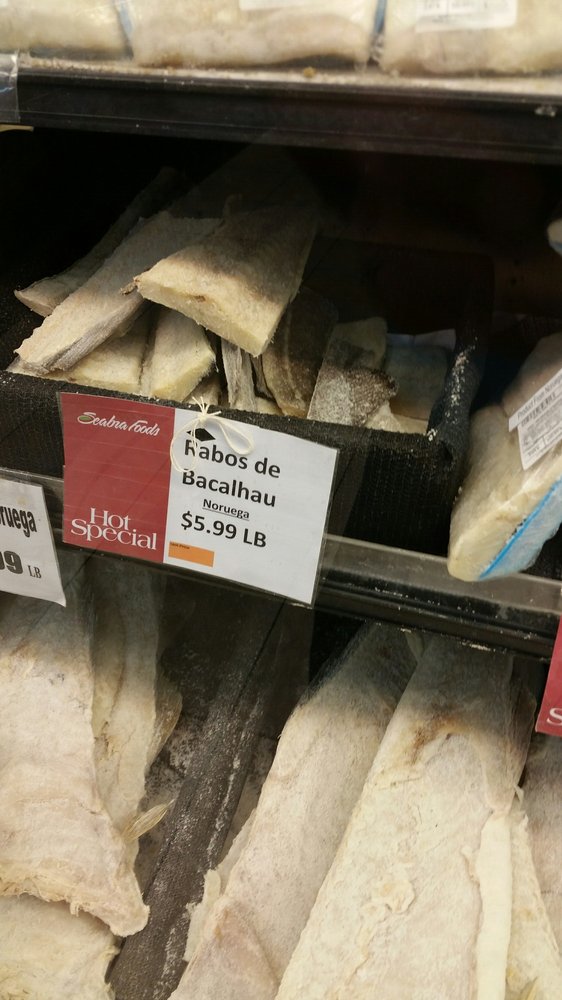 Seabra Foods
Hot
Special
Rabos de
Bacalhau
Noruega
$5.99 LB
ruega
99 LB